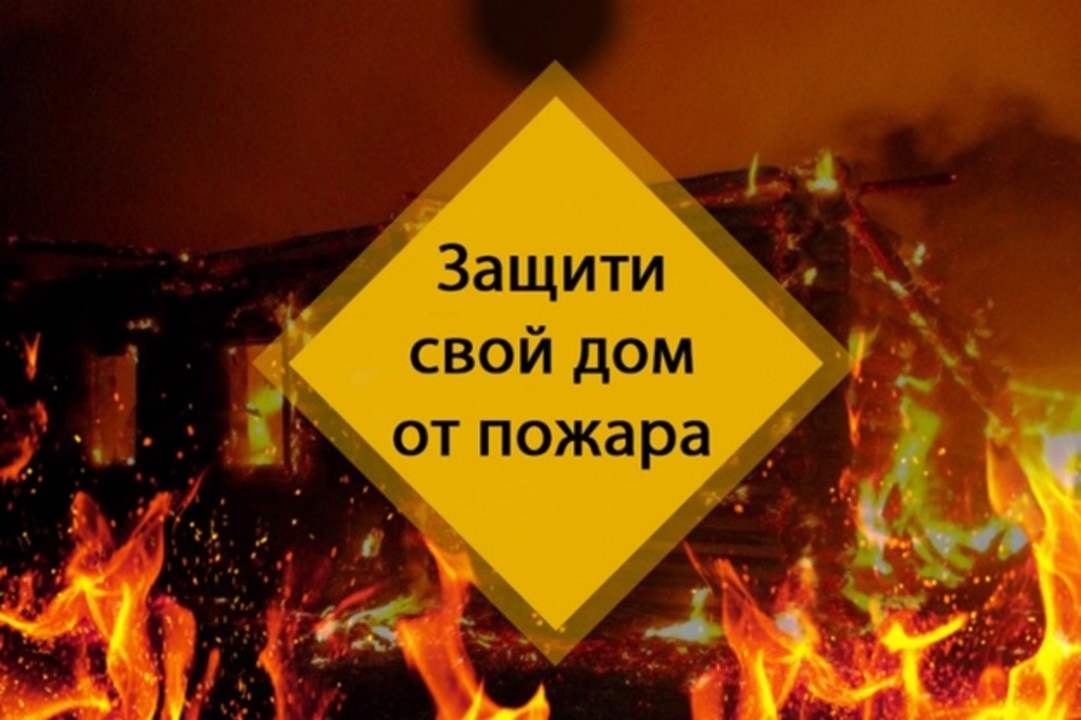 Защити
свой дом
от пожара